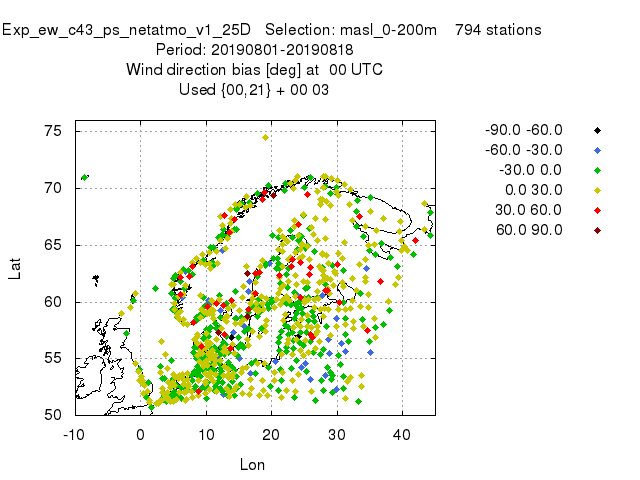 Exp_ew_c43_ps_netatmo_v1_25D Selection: masl_0-200m 794 stations
Period: 20190801-20190818
Wind direction bias [deg] at 00 UTC
Used {00,21} + 00 03
-90.0 -60.0
-60.0 -30.0
-30.0 0.0
0.0 30.0
30.0 60.0
60.0 90.0
75
70
65
60
55
50
Lat
-10 0 10 20 30 40
Lon